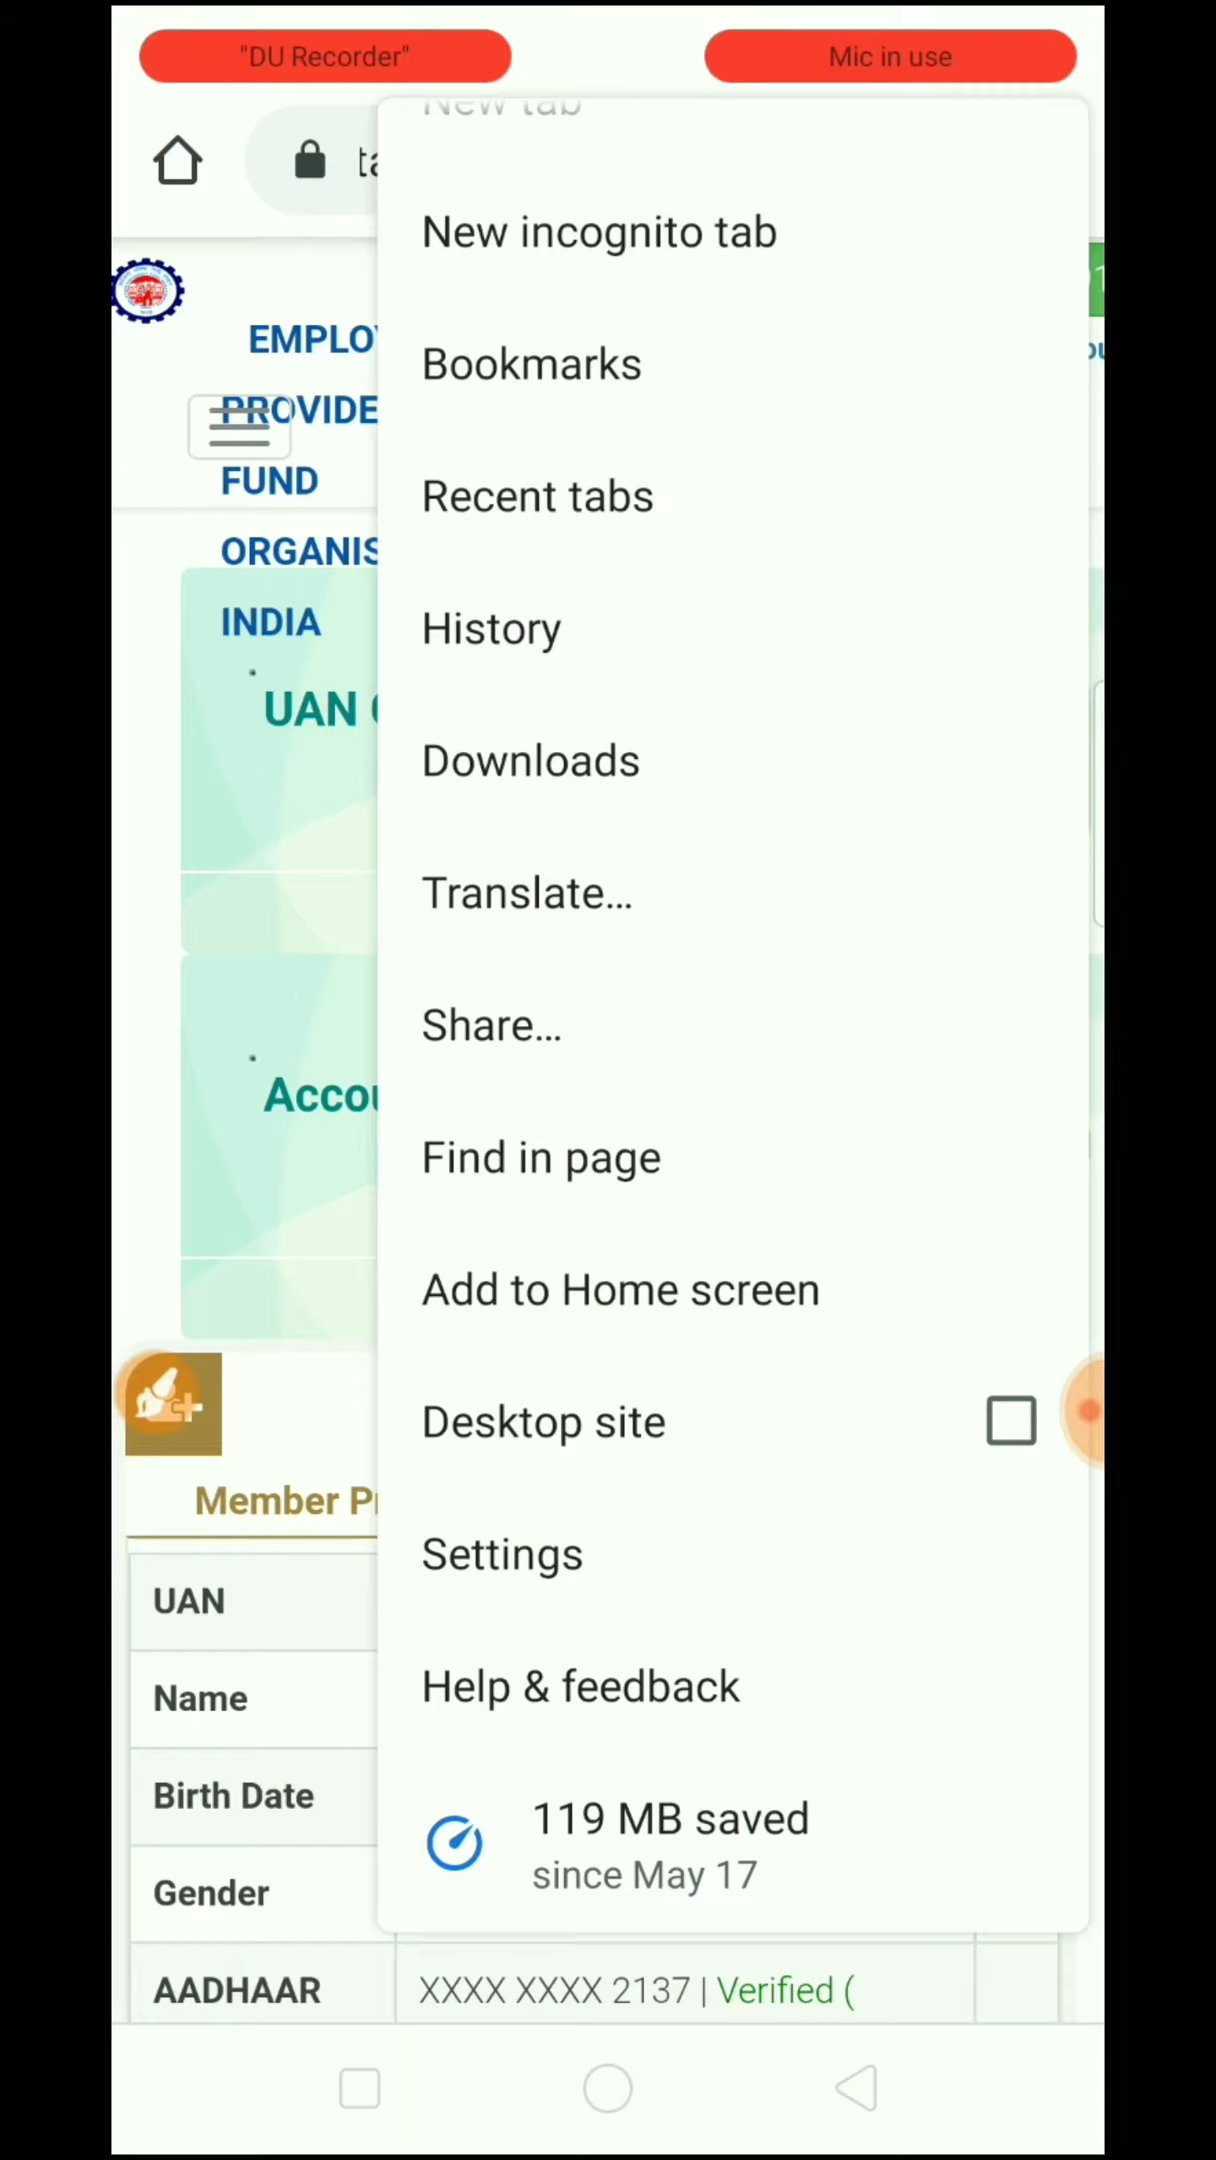 "DU Recorder"
Mic in use
New tab
New incognito tab
Bookmarks
Recent tabs
History
Downloads
Translate...
Share...
Find in page
Add to Home screen
Desktop site
Settings
Help & feedback
119 MB saved
since May 17
EMPLOY
PROVIDE
FUND
ORGANIS
INDIA
UAN
Accou
Member P
UAN
Name
Birth Date
Gender
AADHAAR
XXXX XXXX 2137 | Verified (